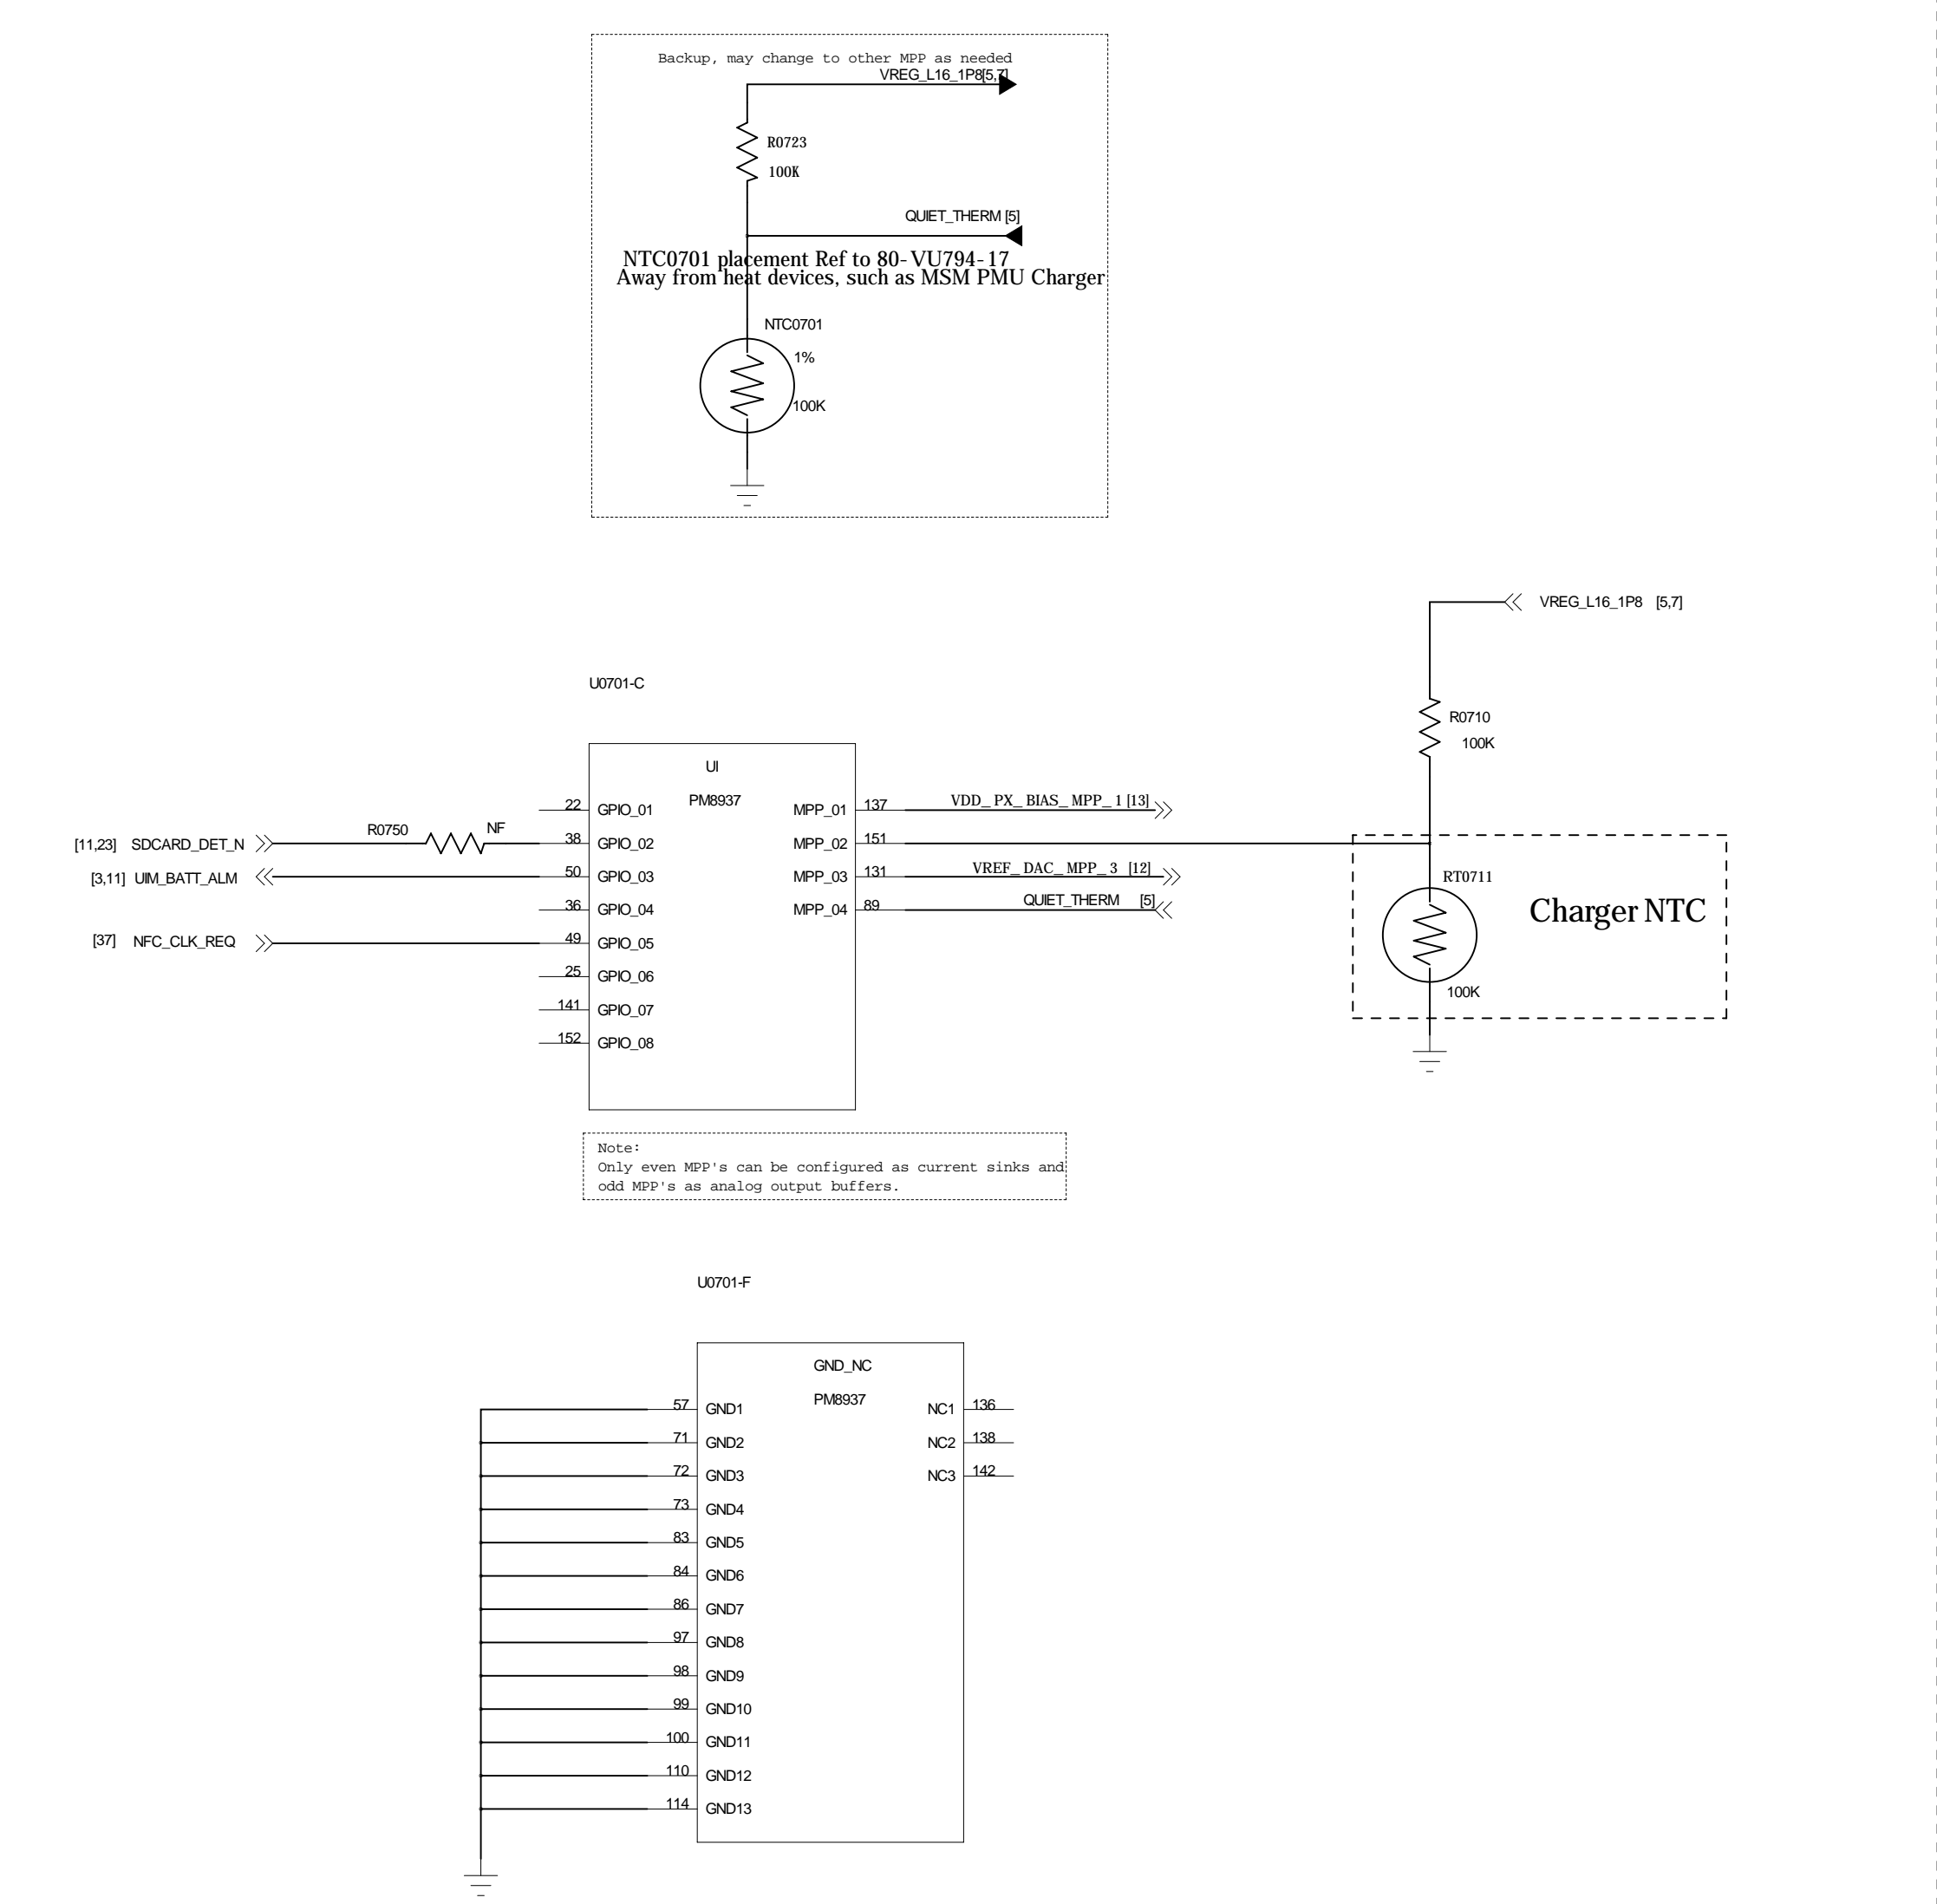 Backup, may change to other MPP as needed
VREG_L16_1P8[5,7]
R0723
100K
QUIET_THERM [5]
NTC0701 placement Ref to 80-VU794-17
Away from heat devices, such as MSM PMU Charger
NTC0701
1%
100K
VREG_L16_1P8 [5,7]
R0710
100K
U0701-C
UI
PM8937
22 GPIO_01 MPP_01 137 VDD_PX_BIAS_MPP_1 [13]
[11,23] SDCARD_DET_N R0750 NF 38 GPIO_02 MPP_02 151
[3,11] UIM_BATT_ALM 50 GPIO_03 MPP_03 131 VREF_DAC_MPP_3 [12]
36 GPIO_04 MPP_04 89 QUIET_THERM [5]
[37] NFC_CLK_REQ 49 GPIO_05
25 GPIO_06
141 GPIO_07
152 GPIO_08
RT0711
Charger NTC
100K
Note:
Only even MPP's can be configured as current sinks and
odd MPP's as analog output buffers.
U0701-F
GND_NC
PM8937
57 GND1 NC1 136
71 GND2 NC2 138
72 GND3 NC3 142
73 GND4
83 GND5
84 GND6
86 GND7
97 GND8
98 GND9
99 GND10
100 GND11
110 GND12
114 GND13